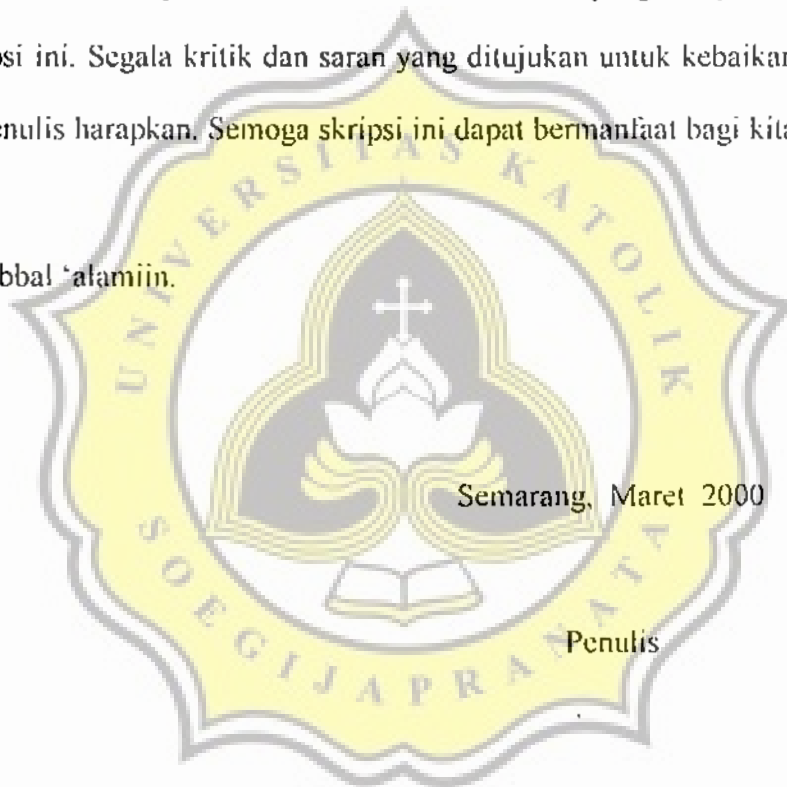 psi ini. Segala kritik dan saran yang ditujukan untuk kebaikan
enulis harapkan. Semoga skripsi ini dapat bermanfaat bagi kita
bbal ‘alamiin.
UNIVERSITAS KATOLIK
Semarang, Maret 2000
SOEGIJAPRANATA
Penulis